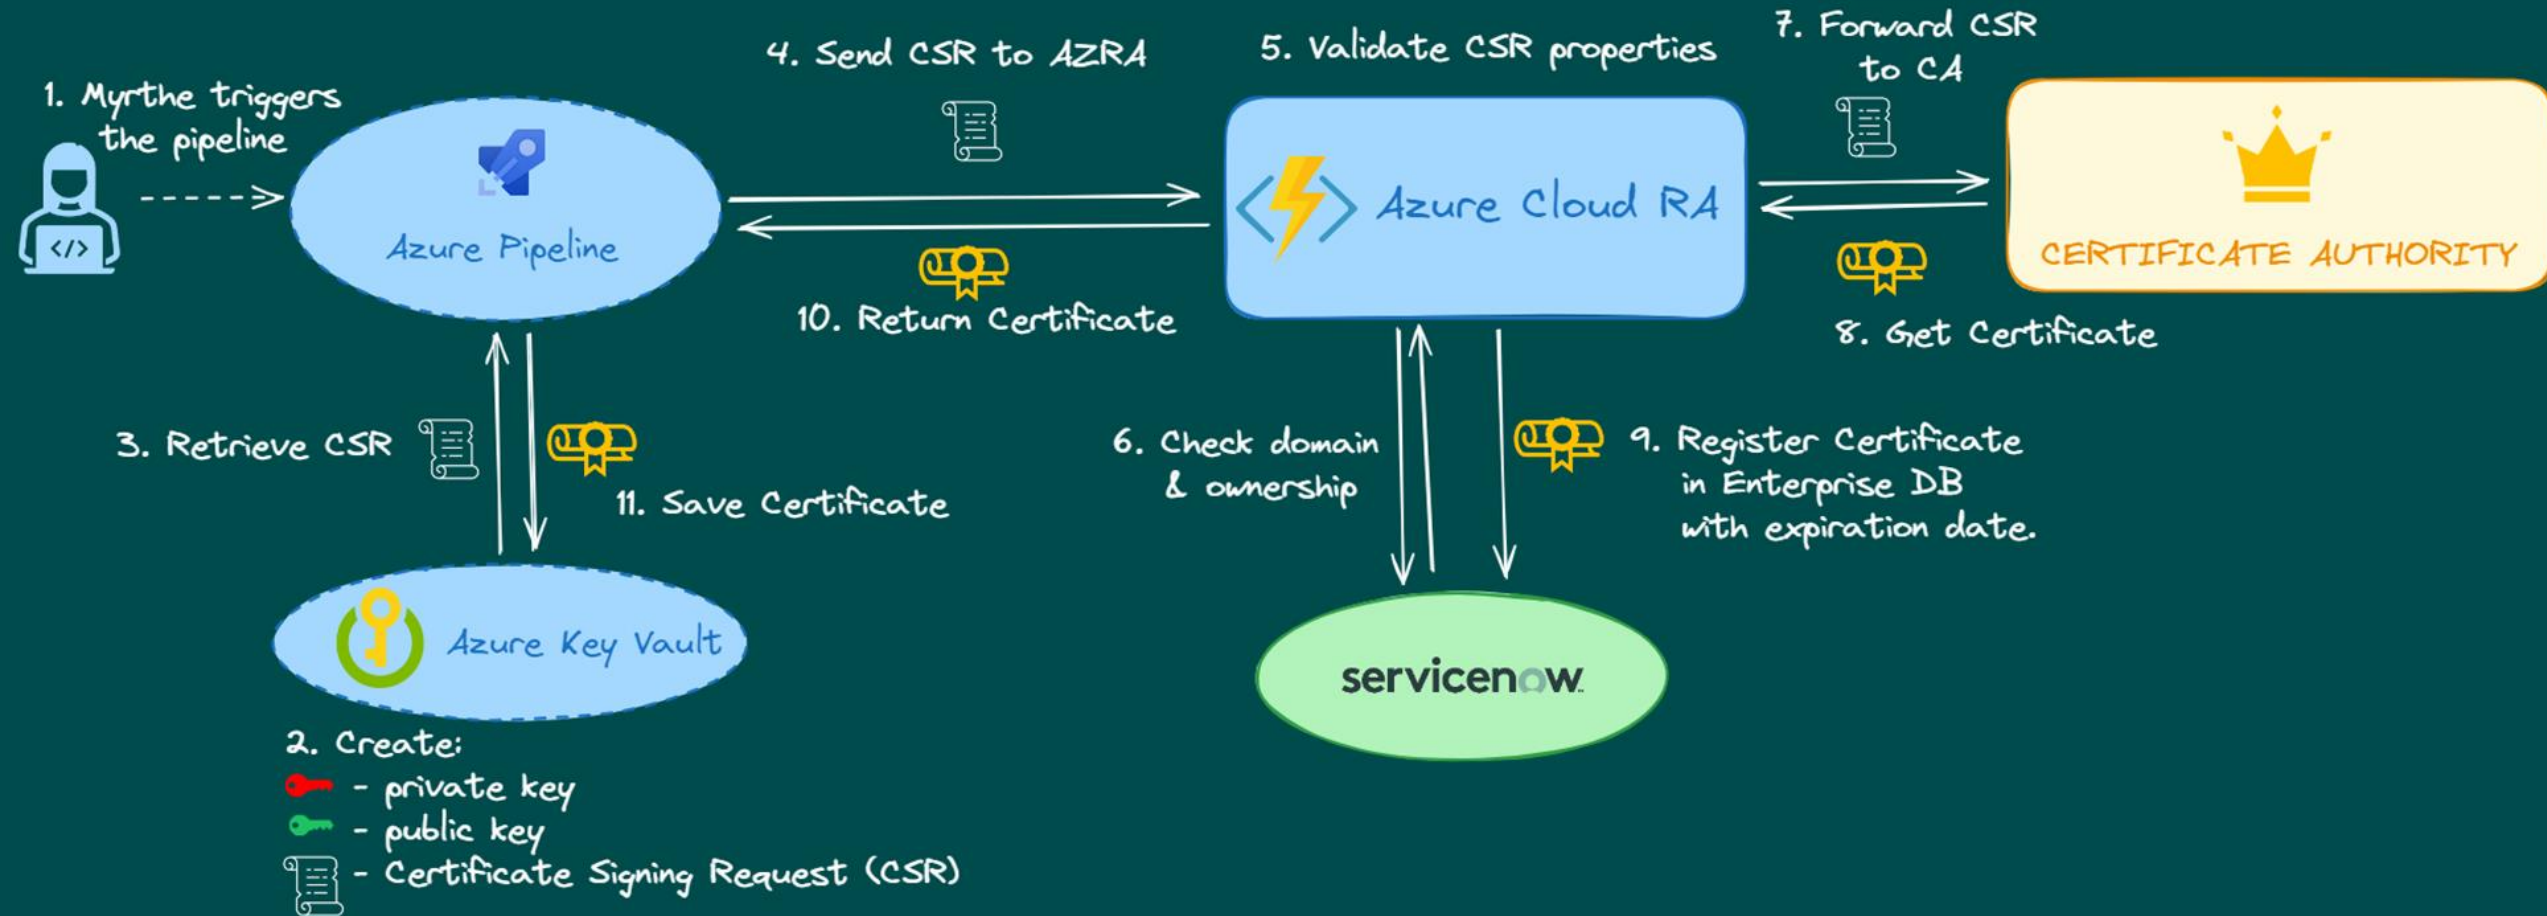 1. Myrthe triggers
the pipeline
</>
Azure Pipeline
4. Send CSR to AZRA
10. Return Certificate
5. Validate CSR properties
Azure Cloud RA
7. Forward CSR
to CA
CERTIFICATE AUTHORITY
8. Get Certificate
3. Retrieve CSR
11. Save Certificate
6. Check domain
& ownership
9. Register Certificate
in Enterprise DB
with expiration date.
Azure Key Vault
servicenow
2. Create:
- private key
- public key
- Certificate Signing Request (CSR)